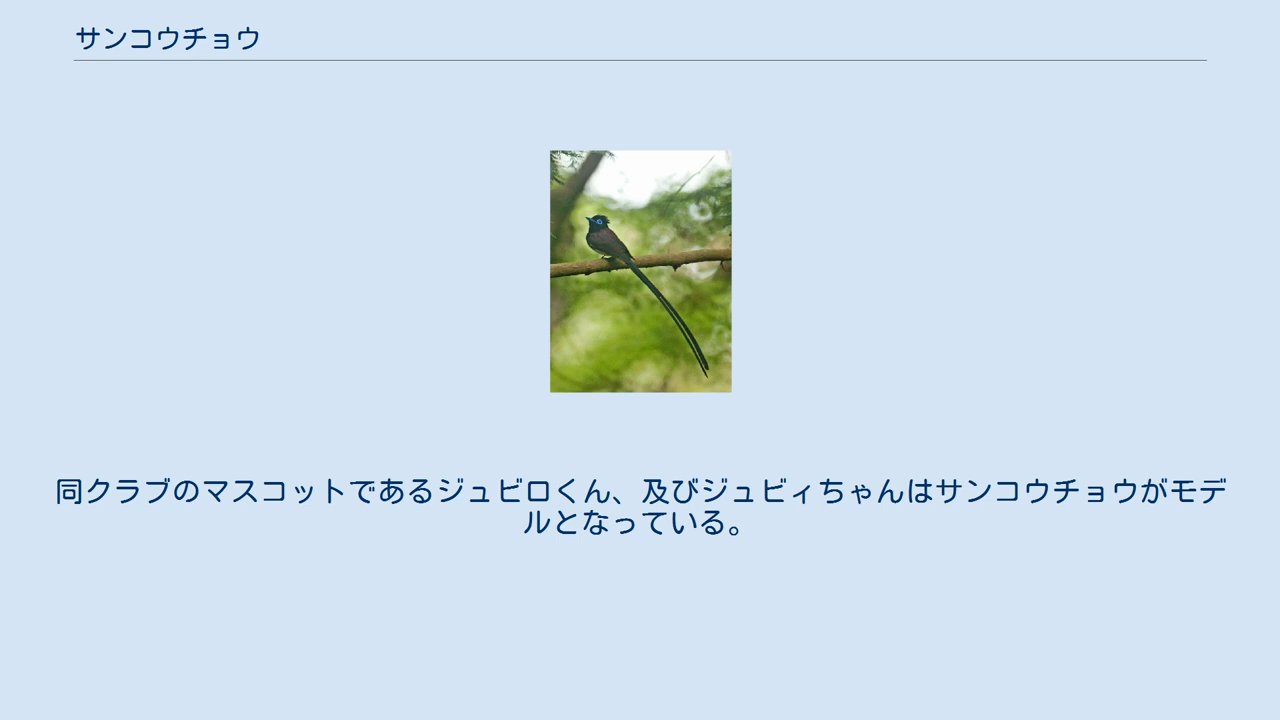 サンコウチョウ
同クラブのマスコットであるジュビロくん、及びジュビィちゃんはサンコウチョウがモデ
ルとなっている。